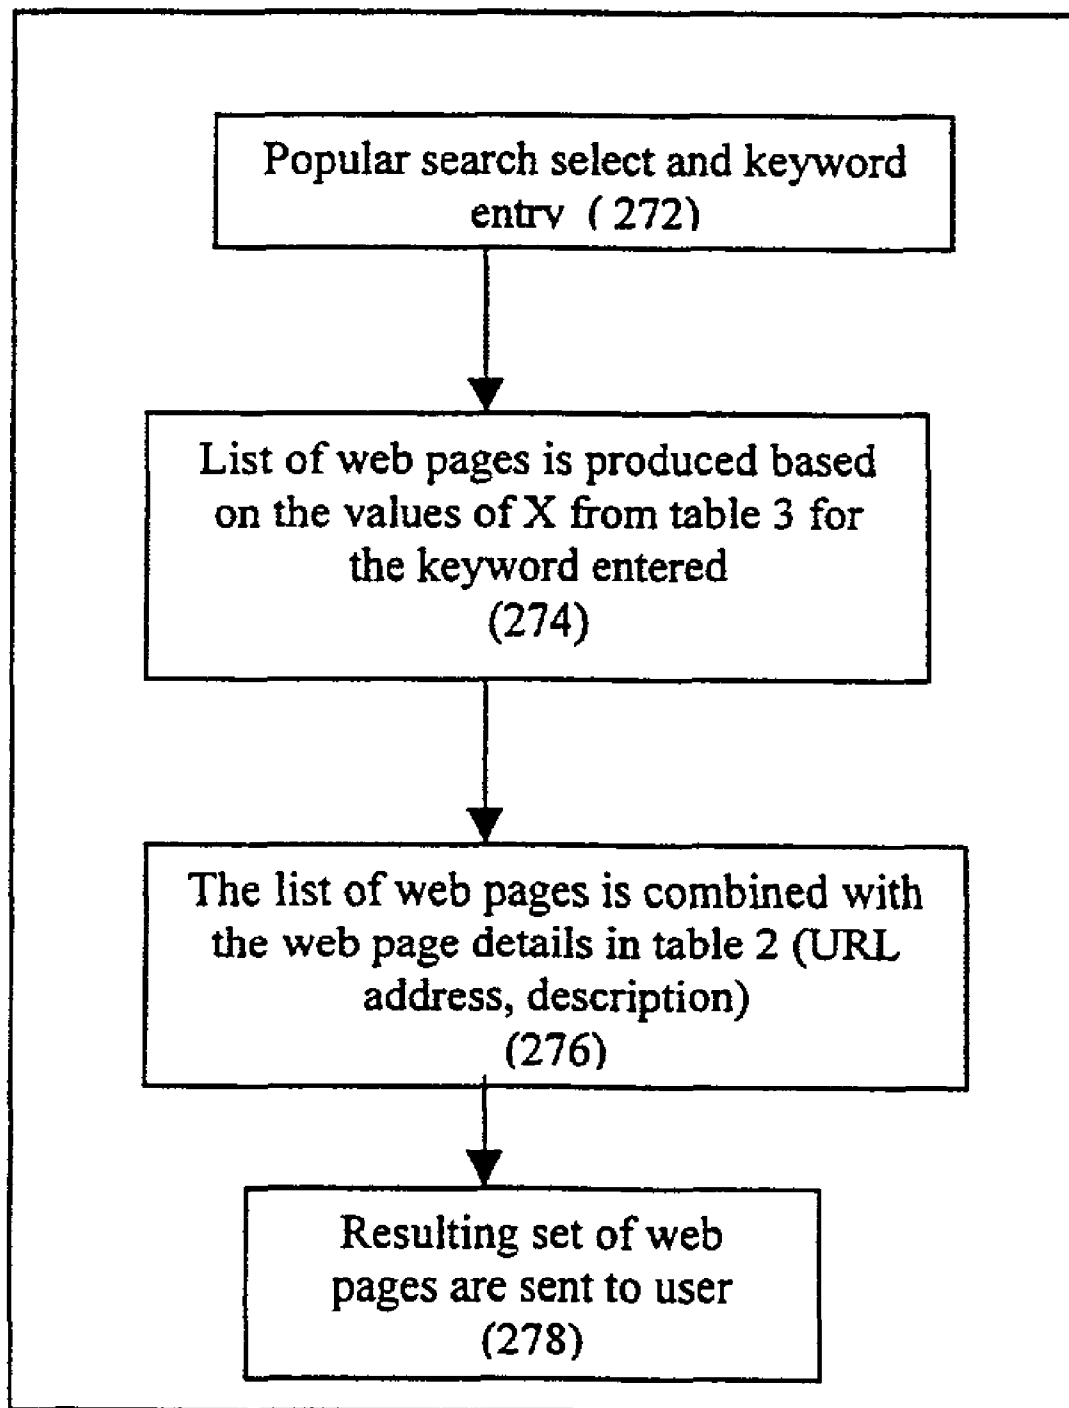 Popular search select and keyword
entry ( 272)
List of web pages is produced based
on the values of X from table 3 for
the keyword entered
(274)
The list of web pages is combined with
the web page details in table 2 (URL
address, description)
(276)
Resulting set of web
pages are sent to user
(278)